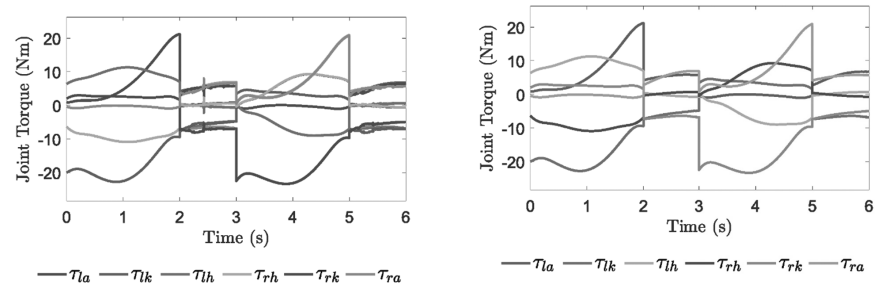 Joint Torque (Nm)
20
10
0
-10
-20
0 1 2 3 4 5 6
Time (s)
τla τlk τlh τrh τrk τra
Joint Torque (Nm)
20
10
0
-10
-20
0 1 2 3 4 5 6
Time (s)
τla τlk τlh τrh τrk τra